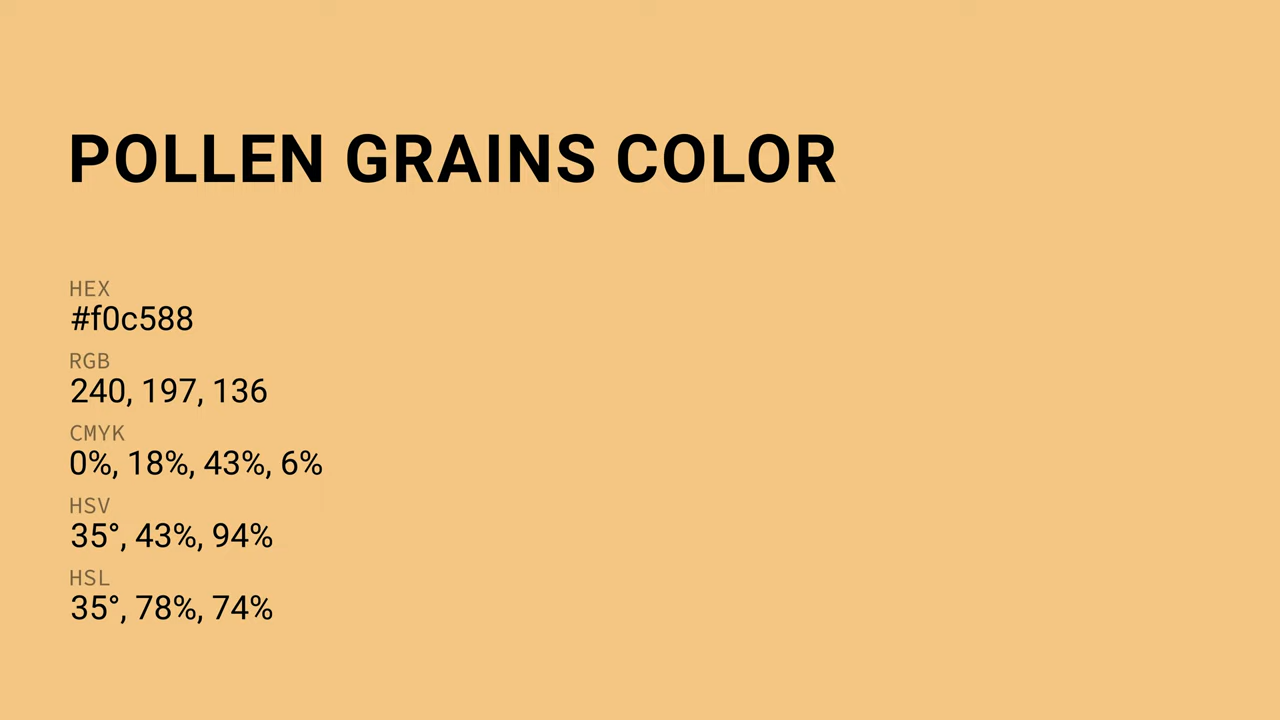 POLLEN GRAINS COLOR
HEX
#f0c588
RGB
240, 197, 136
CMYK
0%, 18%, 43%, 6%
HSV
35°, 43%, 94%
HSL
35°, 78%, 74%